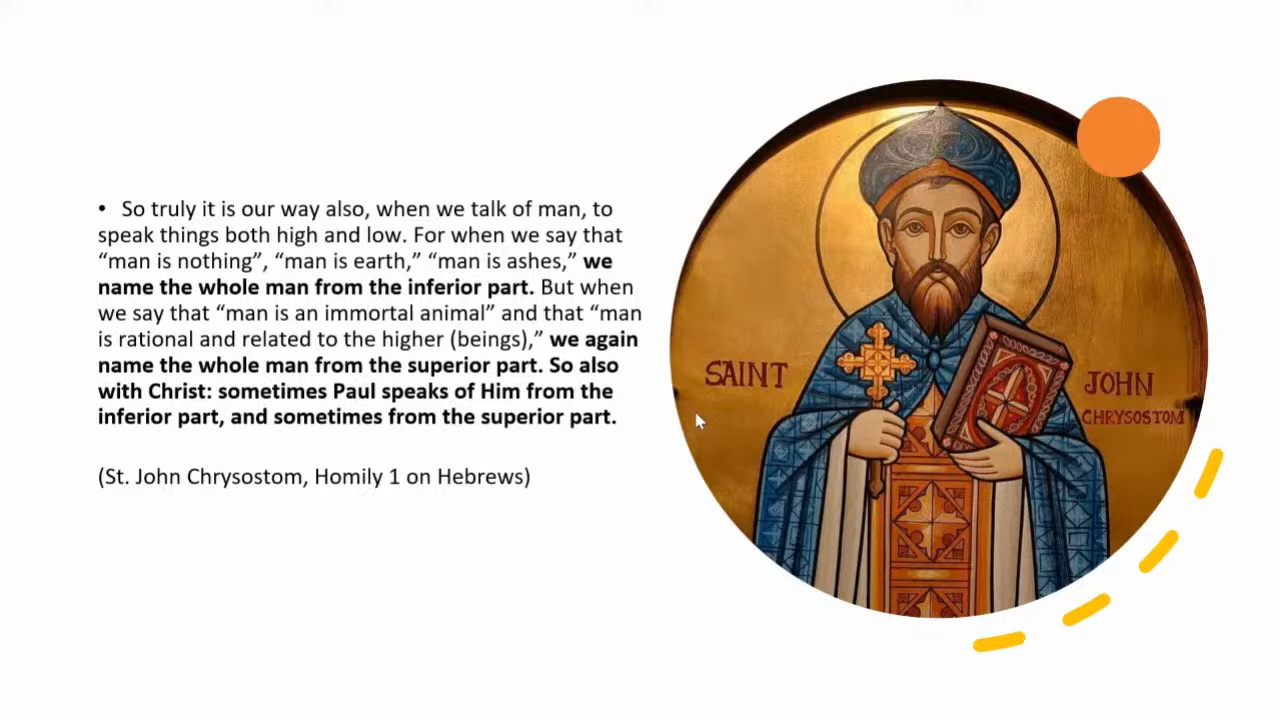 • So truly it is our way also, when we talk of man, to
speak things both high and low. For when we say that
“man is nothing”, “man is earth,” “man is ashes,” we
name the whole man from the inferior part. But when
we say that “man is an immortal animal” and that “man
is rational and related to the higher (beings),” we again
name the whole man from the superior part. So also
with Christ: sometimes Paul speaks of Him from the
inferior part, and sometimes from the superior part.
(St. John Chrysostom, Homily 1 on Hebrews)
SAINT
JOHN
CHRYSOSTOM